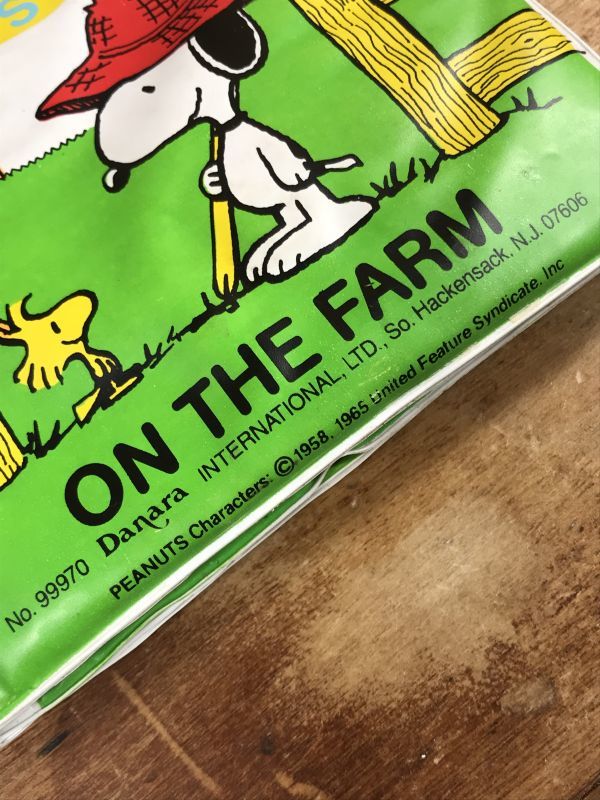 S
ON THE FARM
No. 99970 Danara INTERNATIONAL, LTD., So. Hackensack, N.J. 07606
PEANUTS Characters: ©1958, 1965 United Feature Syndicate, Inc